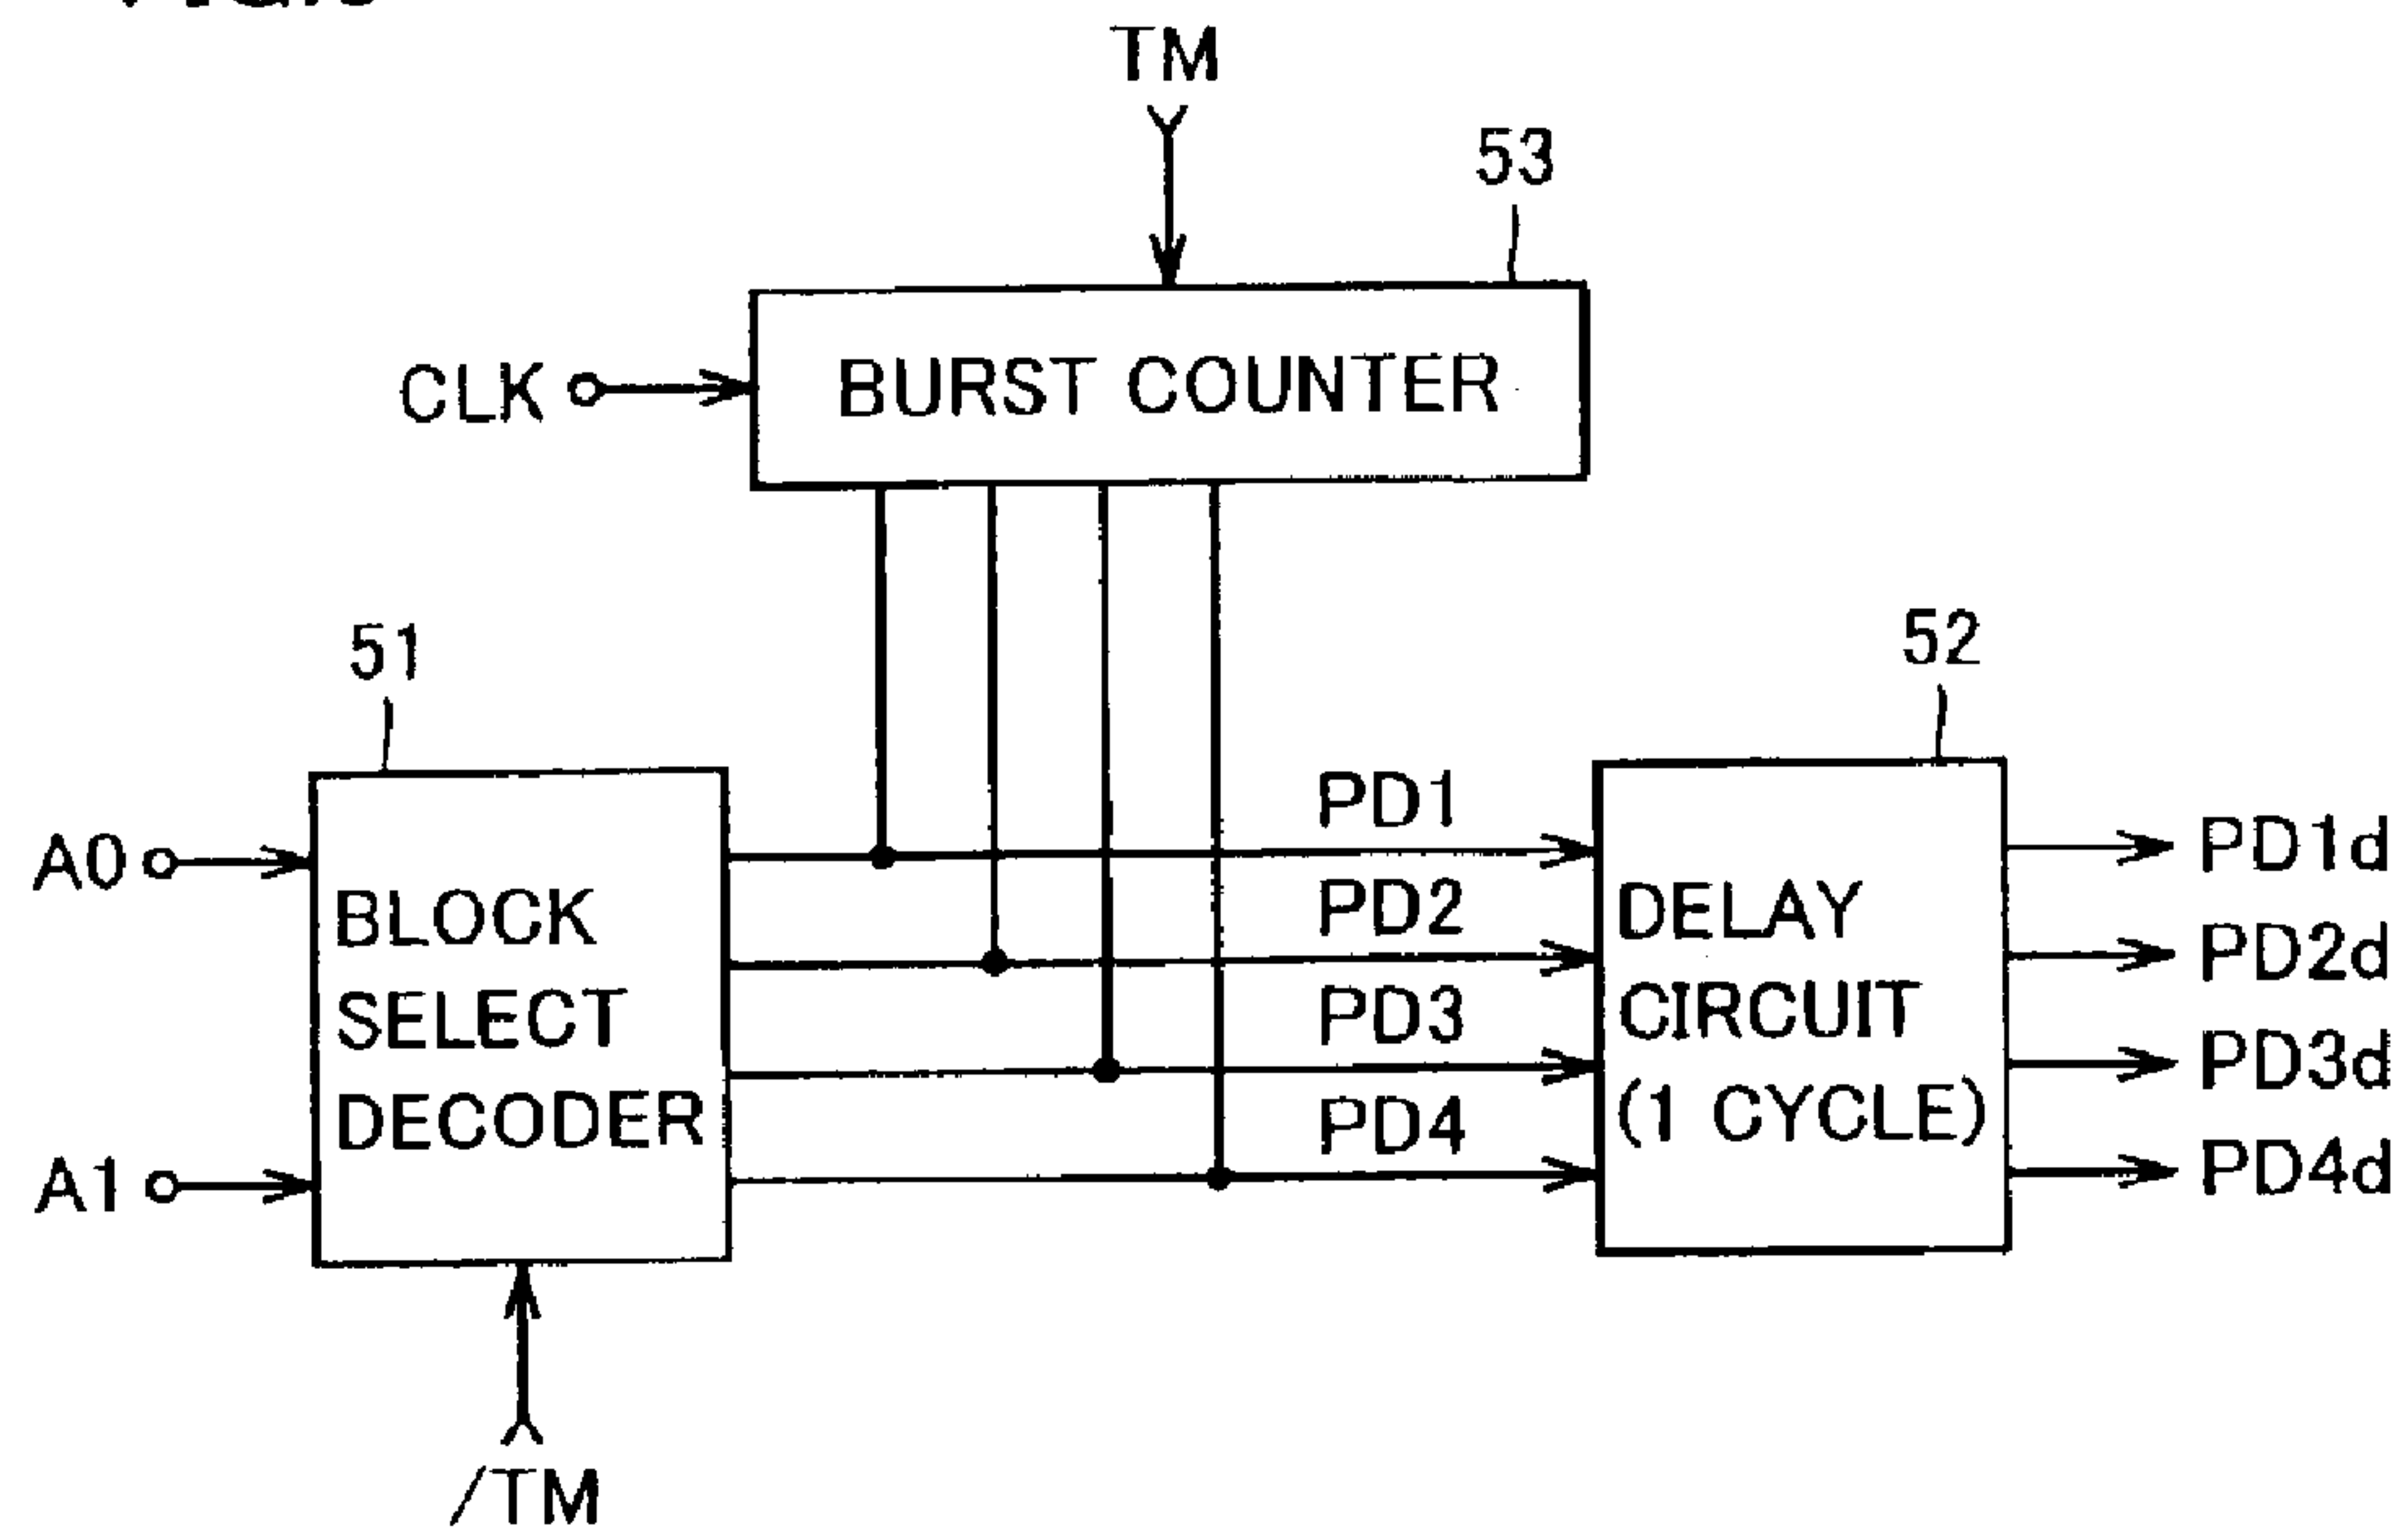 TM
53
CLK
BURST COUNTER
51
52
PD1
PD1d
A0
PD2
BLOCK
SELECT
DECODER
DELAY
CIRCUIT
(1 CYCLE)
PD2d
PD3
PD3d
PD4
PD4d
A1
/TM